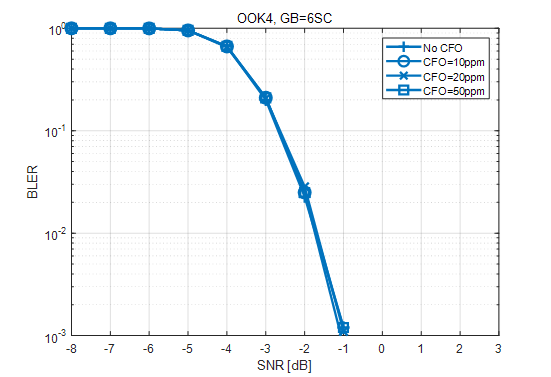 OOK4, GB=6SC
No CFO
CFO=10ppm
CFO=20ppm
CFO=50ppm
10^0
10^-1
10^-2
10^-3
BLER
-8 -7 -6 -5 -4 -3 -2 -1 0 1 2 3
SNR [dB]